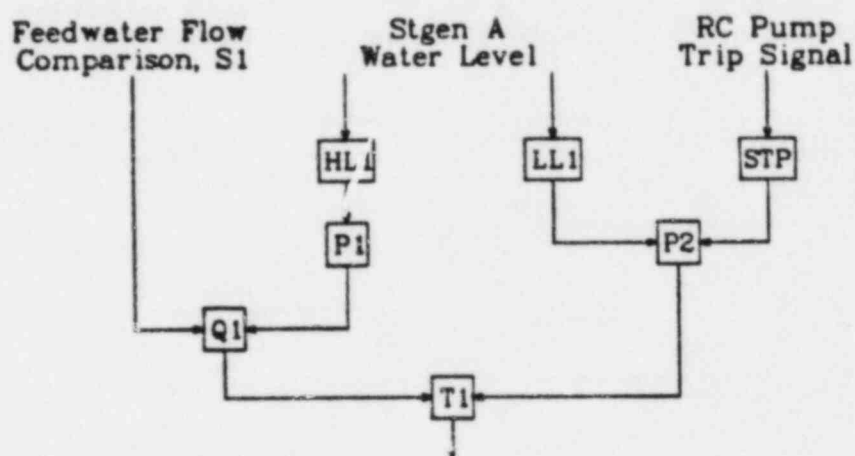 Feedwater Flow
Comparison, S1
Stgen A
Water Level
RC Pump
Trip Signal
HL1
LL1
STP
P1
P2
Q1
T1